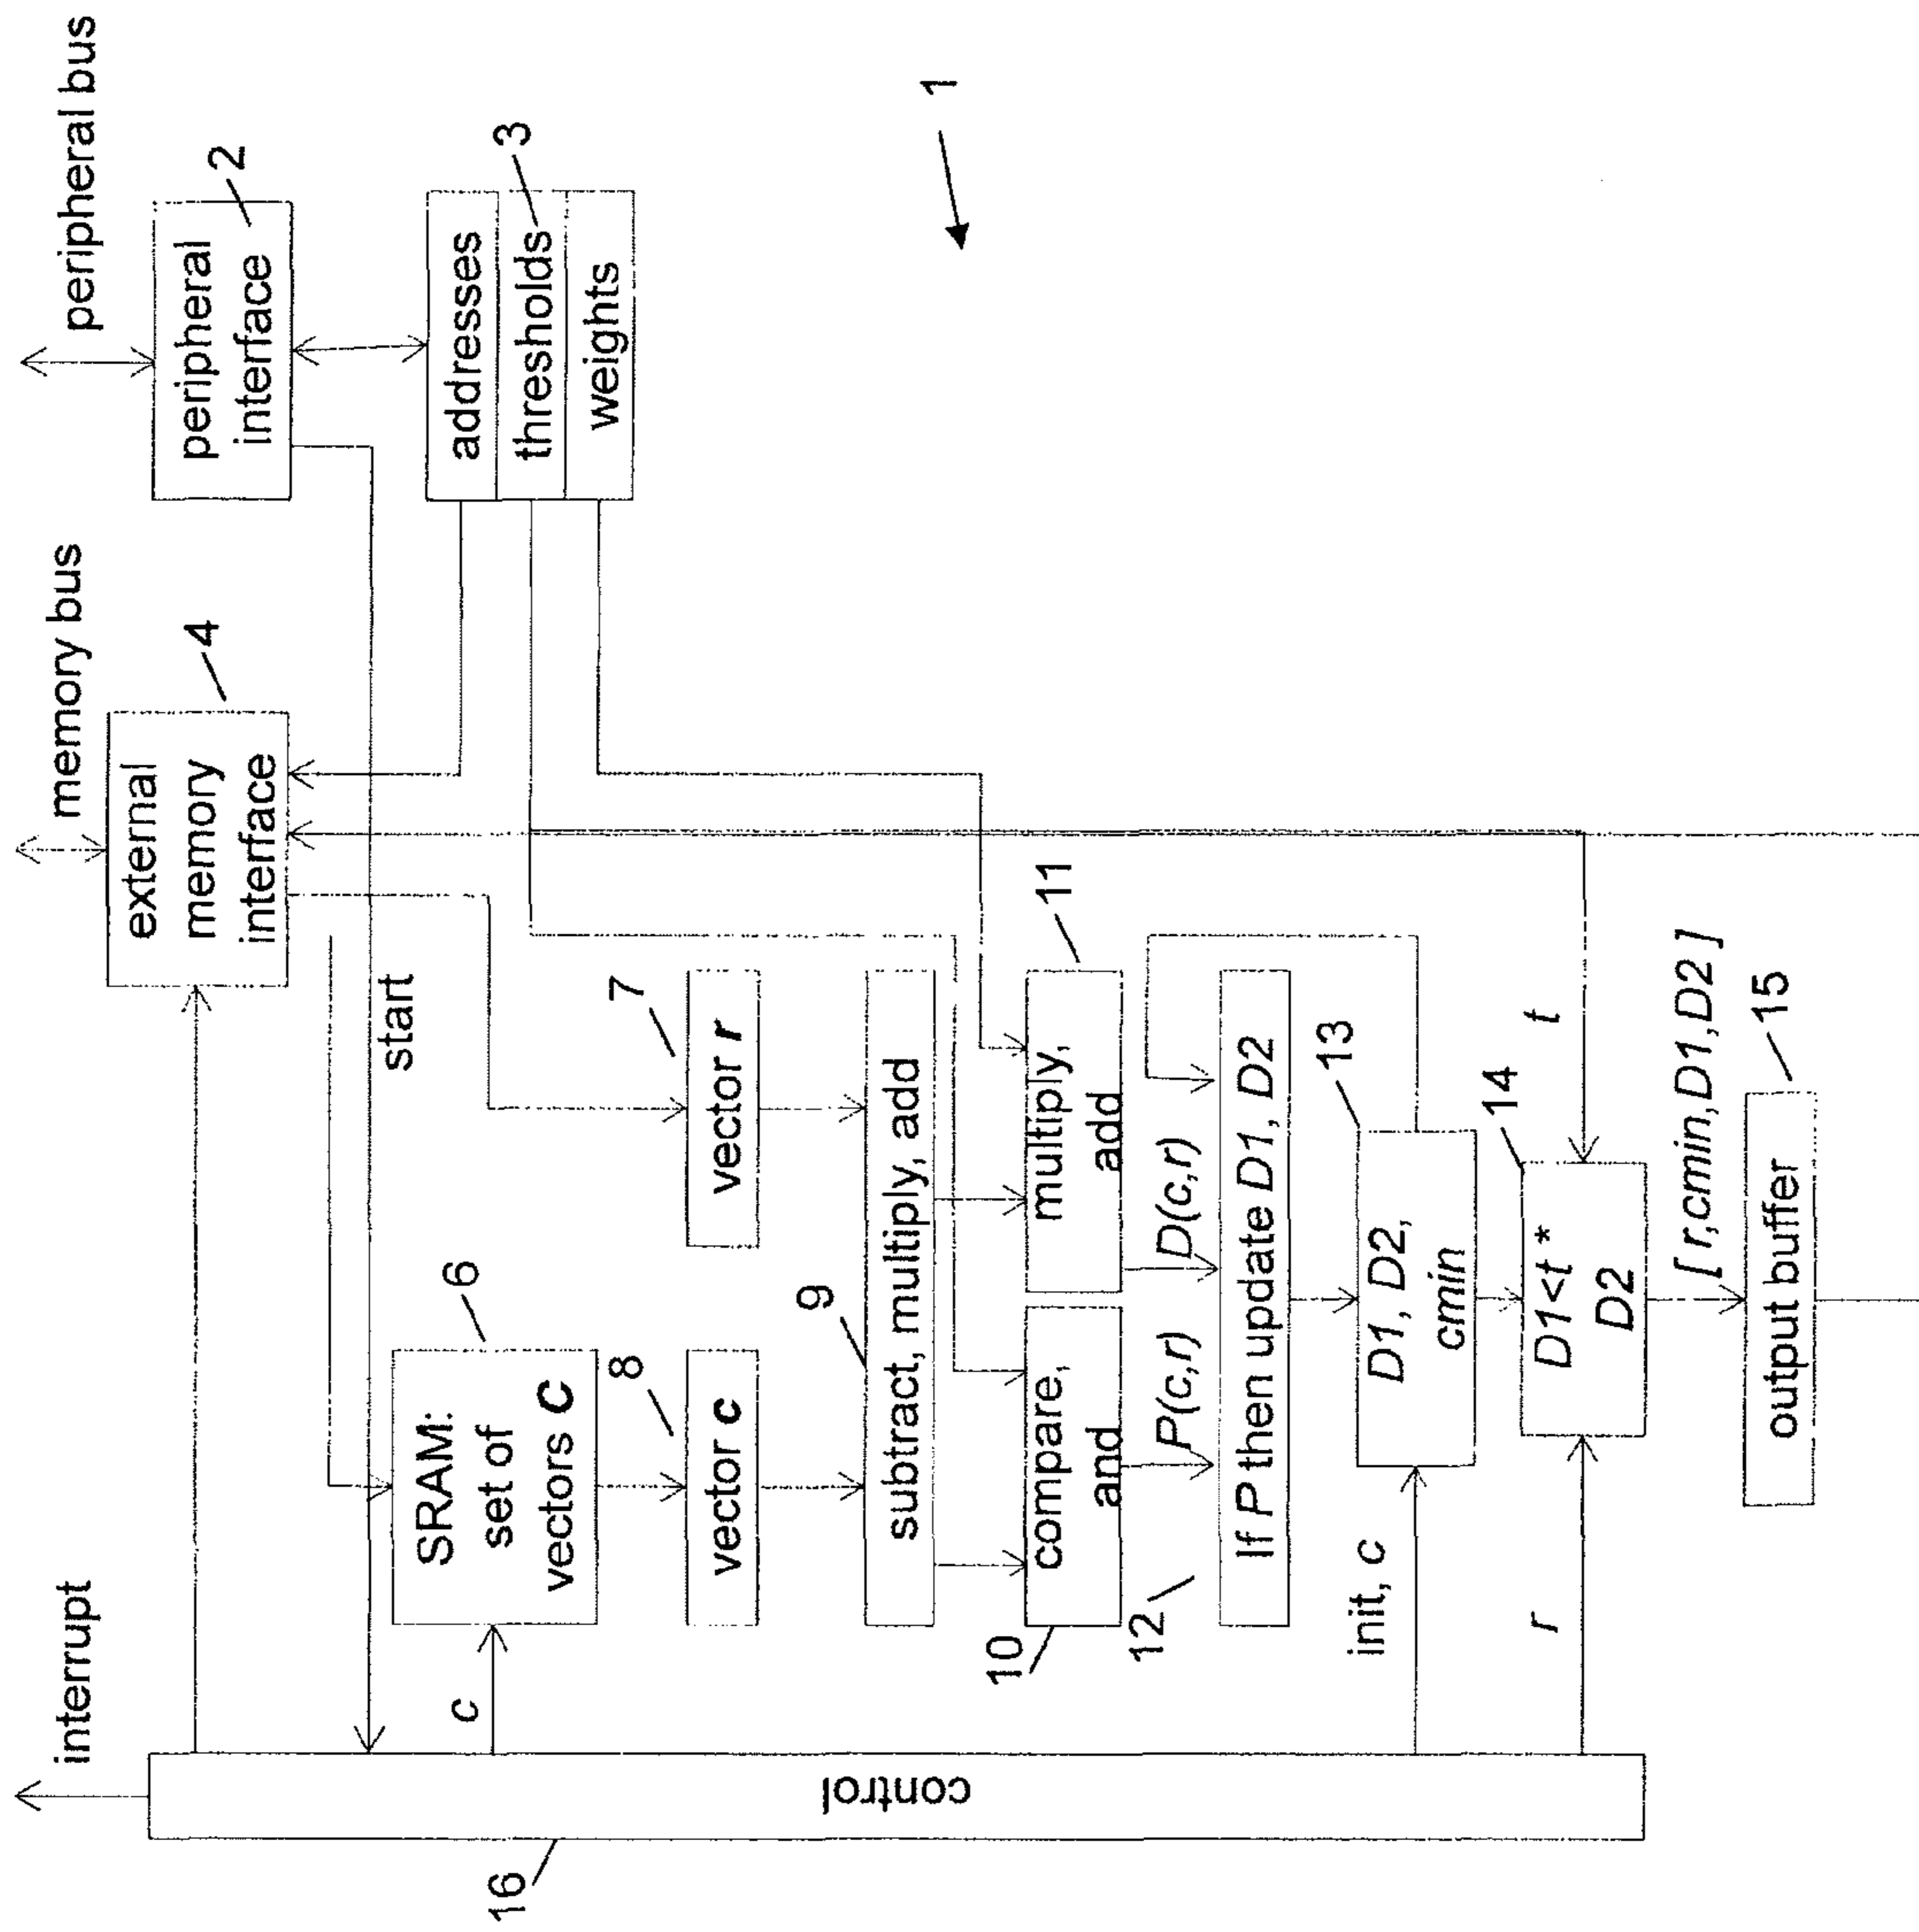 interrupt
memory bus
peripheral bus
external
memory
interface
4
peripheral
interface
2
start
addresses
thresholds
weights
3
1
c
SRAM:
set of
vectors C
6
vector c
8
vector r
7
subtract, multiply, add
9
compare,
and
10
multiply,
add
11
P(c,r)
D(c,r)
12
If P then update D1, D2
init, c
D1, D2,
cmin
13
r
D1<t *
D2
14
t
[r,cmin,D1,D2]
output buffer
15
control
16